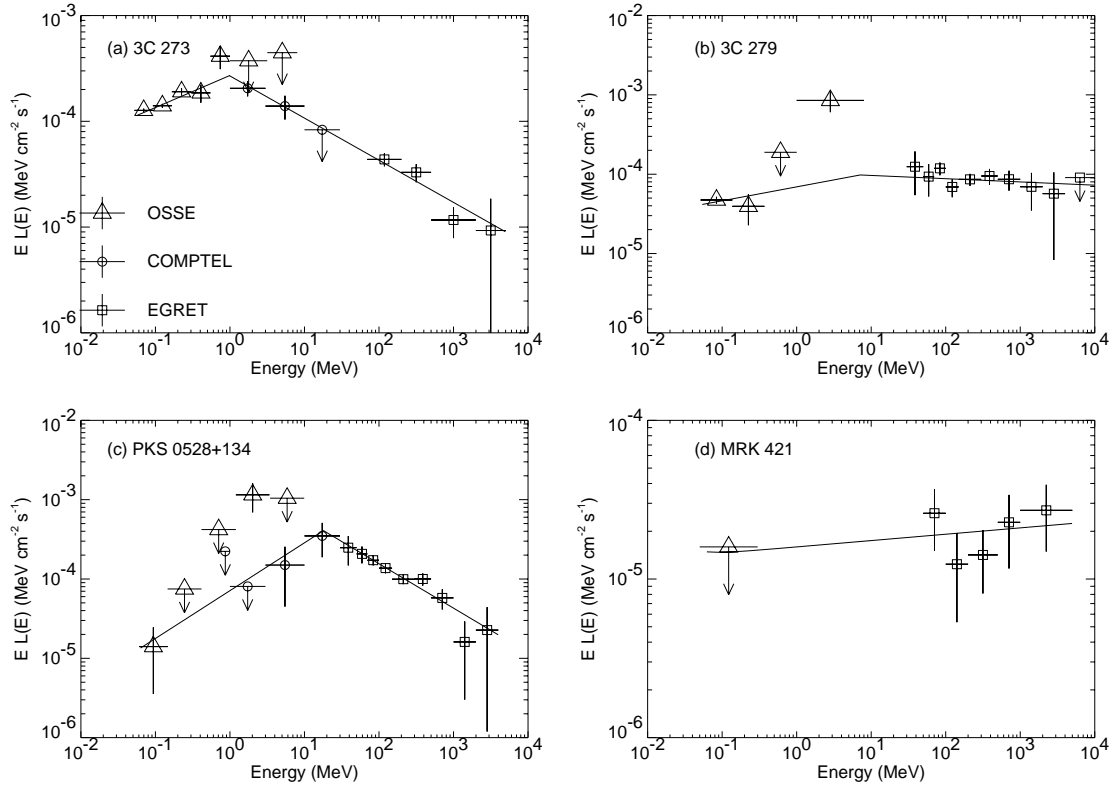 (a) 3C 273
OSSE
COMPTEL
EGRET
E L(E) (MeV cm⁻² s⁻¹)
10⁻³
10⁻⁴
10⁻⁵
10⁻⁶
10⁻² 10⁻¹ 10⁰ 10¹ 10² 10³ 10⁴
Energy (MeV)
(b) 3C 279
E L(E) (MeV cm⁻² s⁻¹)
10⁻²
10⁻³
10⁻⁴
10⁻⁵
10⁻⁶
10⁻² 10⁻¹ 10⁰ 10¹ 10² 10³ 10⁴
Energy (MeV)
(c) PKS 0528+134
E L(E) (MeV cm⁻² s⁻¹)
10⁻²
10⁻³
10⁻⁴
10⁻⁵
10⁻⁶
10⁻² 10⁻¹ 10⁰ 10¹ 10² 10³ 10⁴
Energy (MeV)
(d) MRK 421
E L(E) (MeV cm⁻² s⁻¹)
10⁻⁴
10⁻⁵
10⁻⁶
10⁻² 10⁻¹ 10⁰ 10¹ 10² 10³ 10⁴
Energy (MeV)